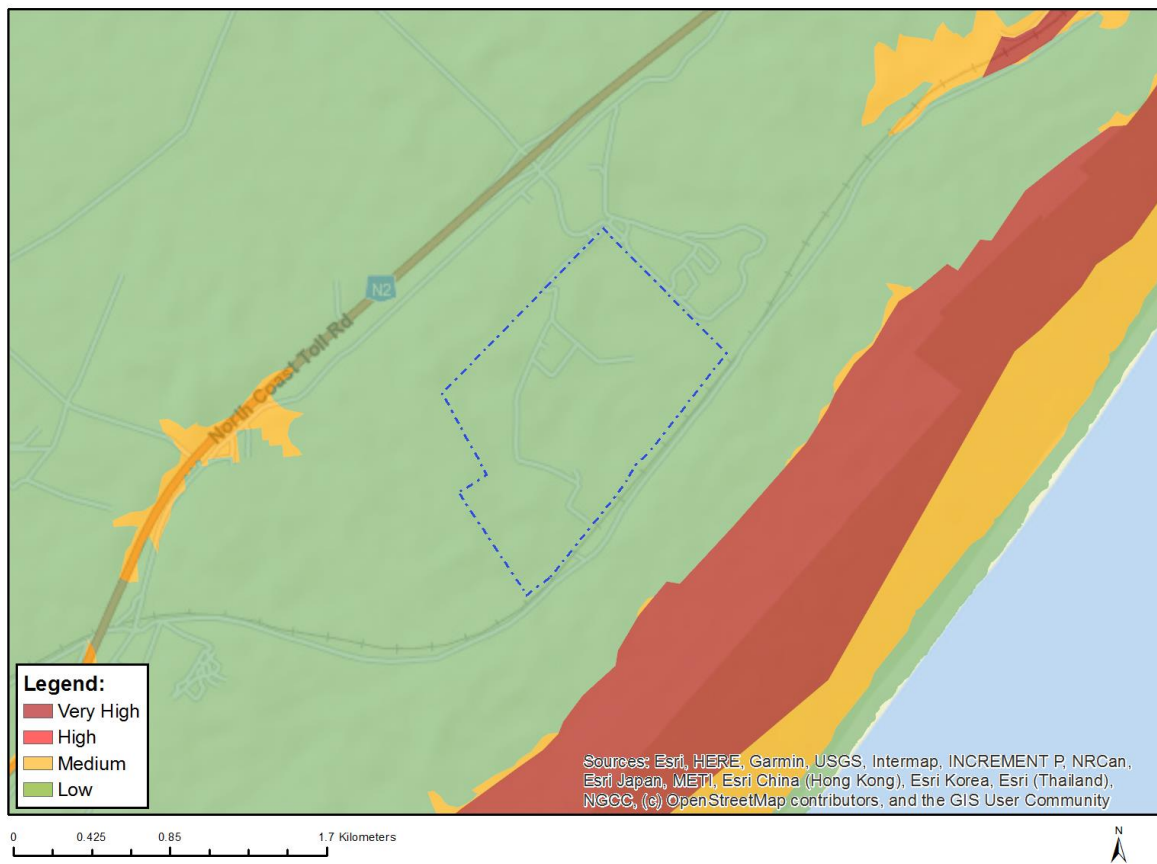 N2
North Coast Toll Rd
Legend:
Very High
High
Medium
Low
Sources: Esri, HERE, Garmin, USGS, Intermap, INCREMENT P, NRCan,
Esri Japan, METI, Esri China (Hong Kong), Esri Korea, Esri (Thailand),
NGCC, (c) OpenStreetMap contributors, and the GIS User Community
0 0.425 0.85 1.7 Kilometers
N